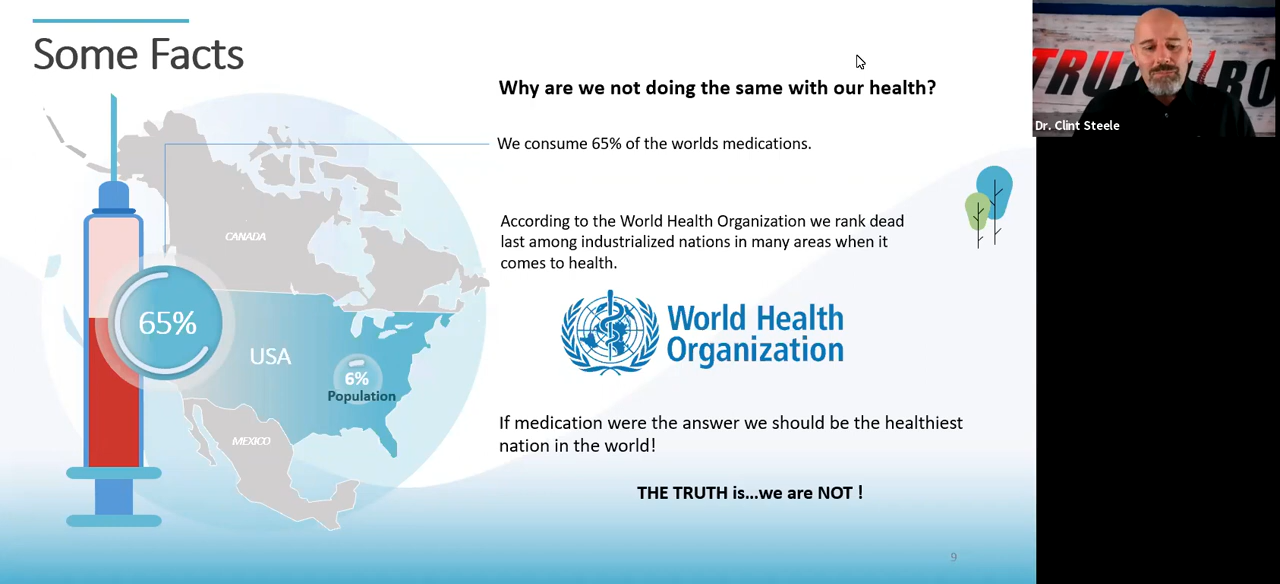 Some Facts
Why are we not doing the same with our health?
We consume 65% of the worlds medications.
According to the World Health Organization we rank dead
last among industrialized nations in many areas when it
comes to health.
World Health
Organization
If medication were the answer we should be the healthiest
nation in the world!
THE TRUTH is...we are NOT !
CANADA
65%
USA
6%
Population
MEXICO
9
Dr. Clint Steele